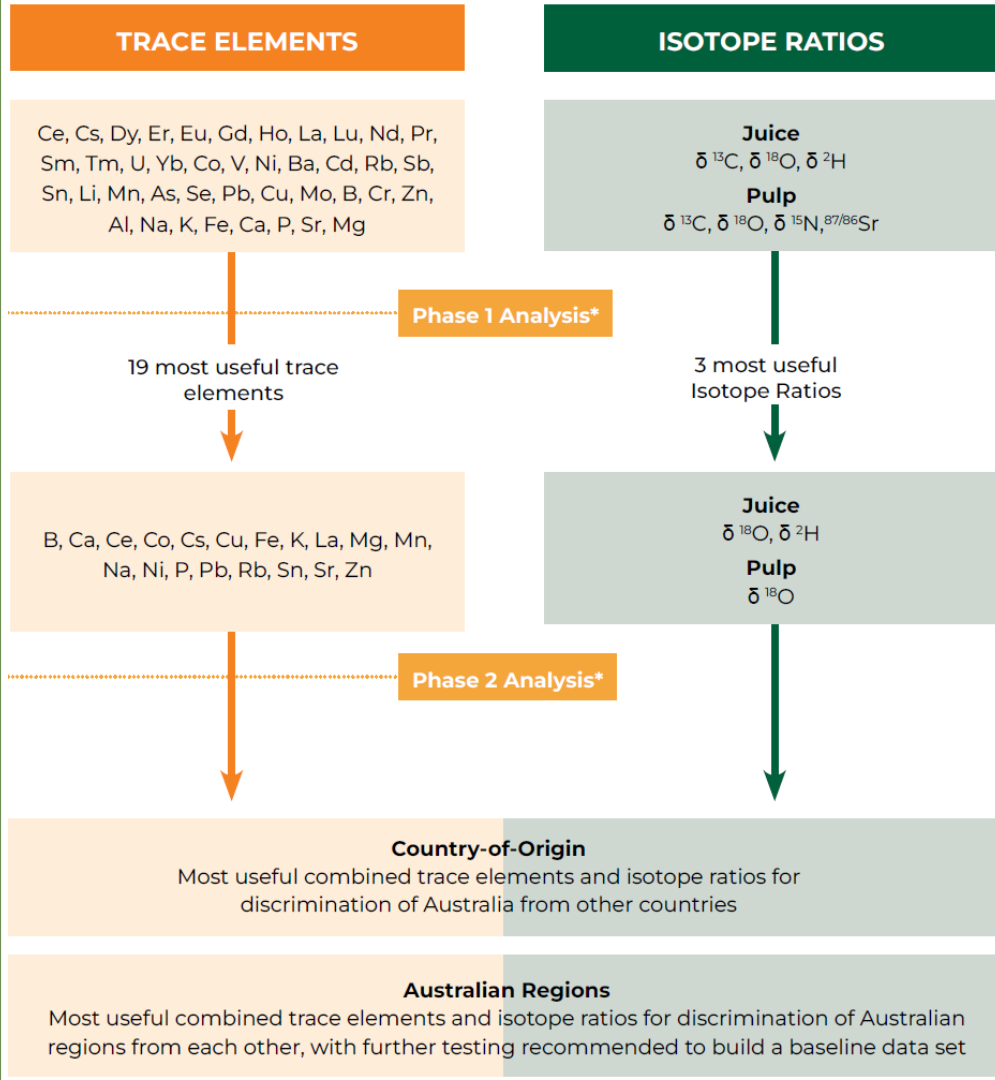 TRACE ELEMENTS
ISOTOPE RATIOS
Ce, Cs, Dy, Er, Eu, Gd, Ho, La, Lu, Nd, Pr,
Sm, Tm, U, Yb, Co, V, Ni, Ba, Cd, Rb, Sb,
Sn, Li, Mn, As, Se, Pb, Cu, Mo, B, Cr, Zn,
Al, Na, K, Fe, Ca, P, Sr, Mg
Juice
δ ¹³C, δ ¹⁸O, δ ²H
Pulp
δ ¹³C, δ ¹⁸O, δ ¹⁵N,⁸⁷/⁸⁶Sr
Phase 1 Analysis*
19 most useful trace
elements
3 most useful
Isotope Ratios
B, Ca, Ce, Co, Cs, Cu, Fe, K, La, Mg, Mn,
Na, Ni, P, Pb, Rb, Sn, Sr, Zn
Juice
δ ¹⁸O, δ ²H
Pulp
δ ¹⁸O
Phase 2 Analysis*
Country-of-Origin
Most useful combined trace elements and isotope ratios for
discrimination of Australia from other countries
Australian Regions
Most useful combined trace elements and isotope ratios for discrimination of Australian
regions from each other, with further testing recommended to build a baseline data set